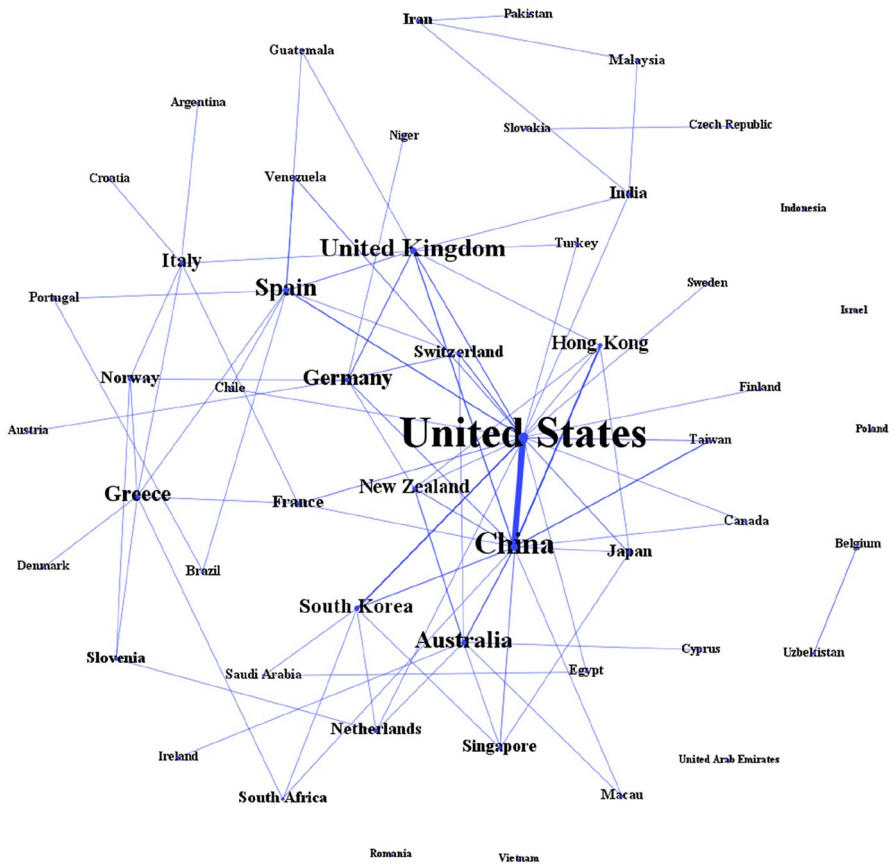 Iran
Pakistan
Guatemala
Malaysia
Argentina
Niger
Slovakia
Czech Republic
Croatia
Venezuela
India
Indonesia
United Kingdom
Turkey
Italy
Spain
Sweden
Portugal
Israel
Switzerland
Hong Kong
Norway
Chile
Germany
Finland
Austria
United States
Taiwan
Poland
Greece
France
New Zealand
Canada
China
Japan
Belgium
Denmark
Brazil
South Korea
Australia
Cyprus
Uzbekistan
Slovenia
Saudi Arabia
Egypt
Netherlands
Singapore
Ireland
United Arab Emirates
South Africa
Macau
Romania
Vietnam